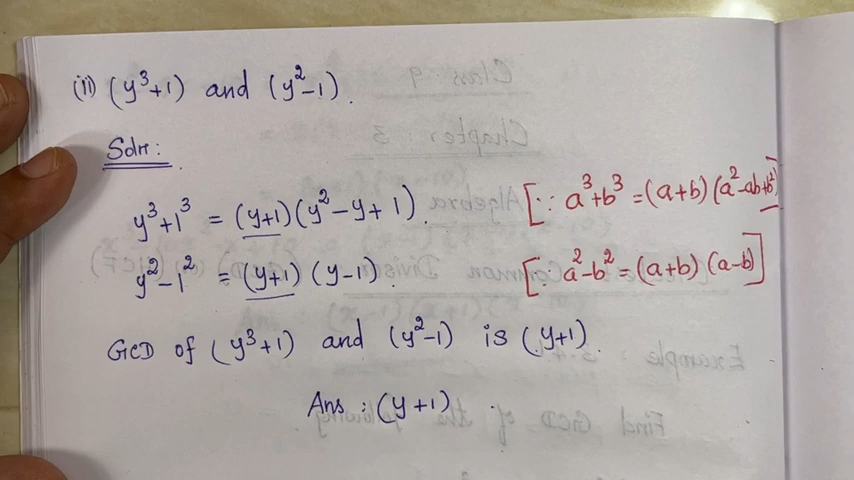 (ii) (y³+1) and (y²-1).
Soln:
y³+1³ = (y+1)(y²-y+1). [∵ a³+b³ = (a+b)(a²-ab+b²)]
y²-1² = (y+1)(y-1). [∵ a²-b² = (a+b)(a-b)]
GCD of (y³+1) and (y²-1) is (y+1).
Ans : (y+1).